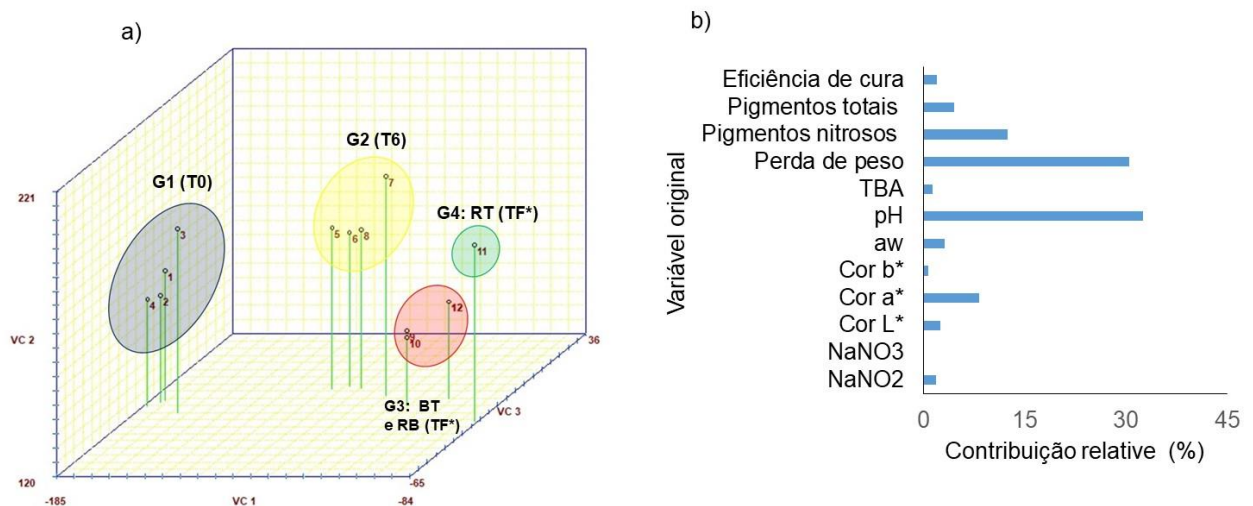 a)
G1 (T0)
G2 (T6)
G4: RT (TF*)
G3: BT
e RB (TF*)
221
VC 2
120
-185
VC 1
-84
-65
VC 3
36
1
2
3
4
5
6
7
8
9
10
11
12
b)
Variável original
Eficiência de cura
Pigmentos totais
Pigmentos nitrosos
Perda de peso
TBA
pH
aw
Cor b*
Cor a*
Cor L*
NaNO3
NaNO2
0
15
30
45
Contribuição relative (%)